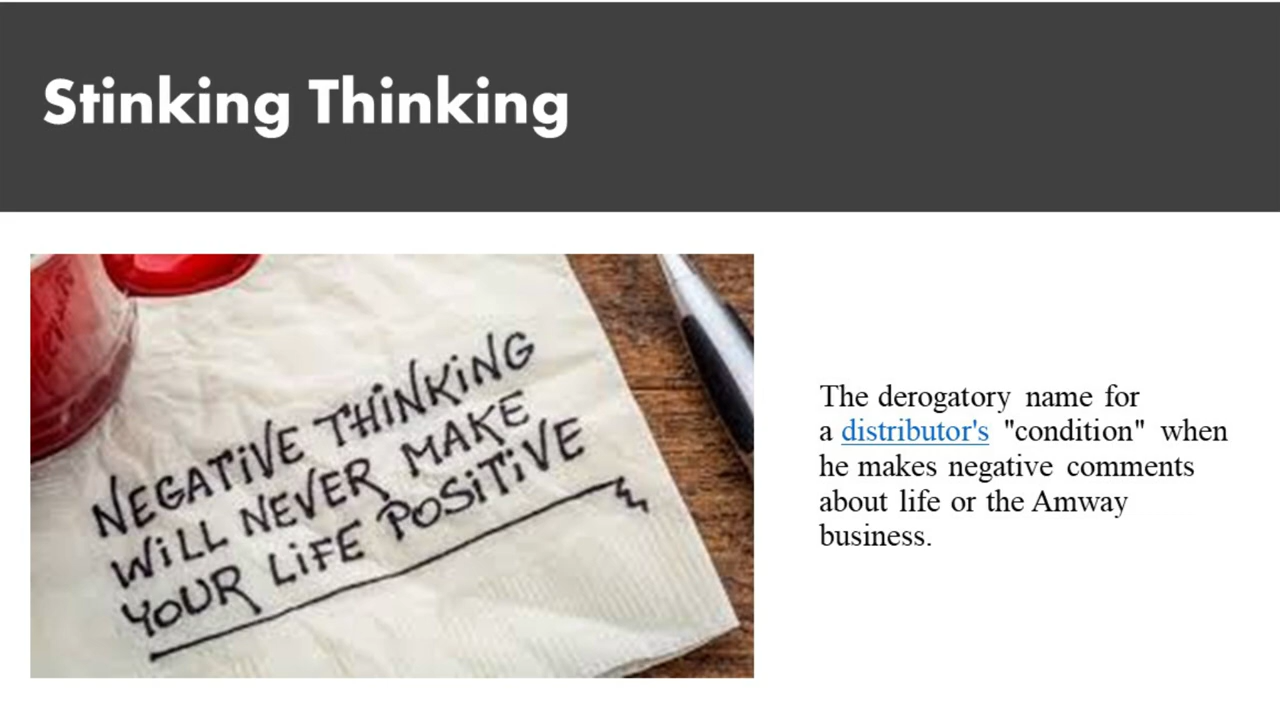 Stinking Thinking
NEGATIVE THINKING
WILL NEVER MAKE
YOUR LIFE POSITIVE
The derogatory name for
a distributor's "condition" when
he makes negative comments
about life or the Amway
business.